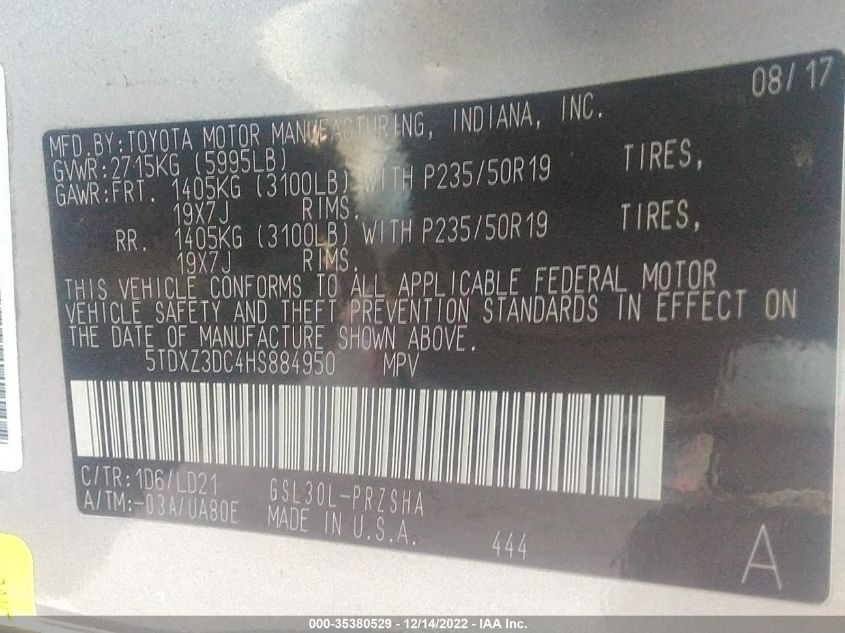 08/17
MFD.BY:TOYOTA MOTOR MANUFACTURING, INDIANA, INC.
GVWR:2715KG (5995LB)
GAWR:FRT. 1405KG (3100LB) WITH P235/50R19 TIRES,
19X7J RIMS.
RR. 1405KG (3100LB) WITH P235/50R19 TIRES,
19X7J RIMS.
THIS VEHICLE CONFORMS TO ALL APPLICABLE FEDERAL MOTOR
VEHICLE SAFETY AND THEFT PREVENTION STANDARDS IN EFFECT ON
THE DATE OF MANUFACTURE SHOWN ABOVE.
5TDXZ3DC4HS884950 MPV
C/TR:1D6/LD21 GSL30L-PRZSHA
A/TM:-03A/UA80E MADE IN U.S.A.
444
A
000-35380529 - 12/14/2022 - IAA Inc.